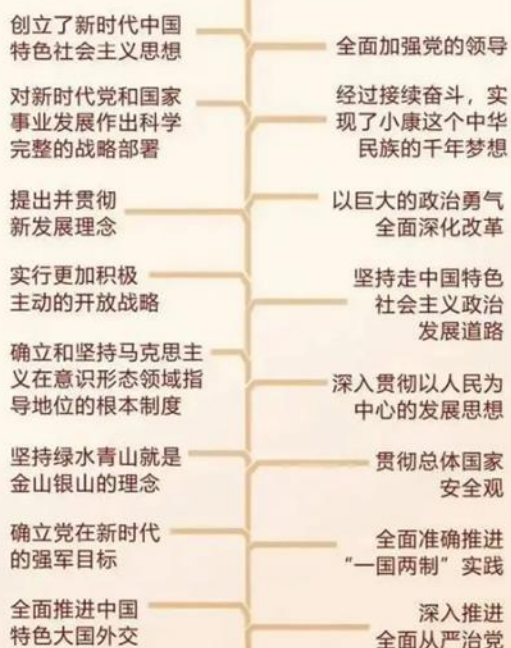 创立了新时代中国
特色社会主义思想
全面加强党的领导
对新时代党和国家
事业发展作出科学
完整的战略部署
经过接续奋斗，实
现了小康这个中华
民族的千年梦想
提出并贯彻
新发展理念
以巨大的政治勇气
全面深化改革
实行更加积极
主动的开放战略
坚持走中国特色
社会主义政治
发展道路
确立和坚持马克思主
义在意识形态领域指
导地位的根本制度
深入贯彻以人民为
中心的发展思想
坚持绿水青山就是
金山银山的理念
贯彻总体国家
安全观
确立党在新时代
的强军目标
全面准确推进
“一国两制”实践
全面推进中国
特色大国外交
深入推进
全面从严治党